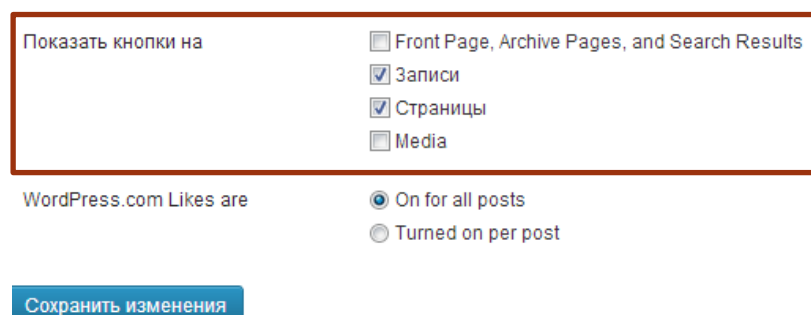 Показать кнопки на
Front Page, Archive Pages, and Search Results
Записи
Страницы
Media
WordPress.com Likes are
On for all posts
Turned on per post
Сохранить изменения